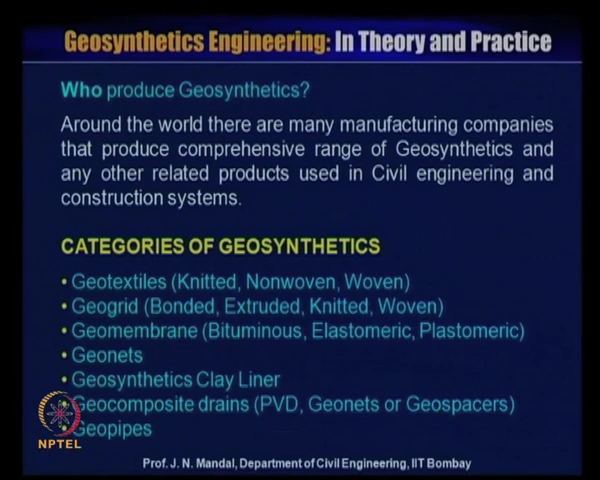 Geosynthetics Engineering: In Theory and Practice
Who produce Geosynthetics?
Around the world there are many manufacturing companies
that produce comprehensive range of Geosynthetics and
any other related products used in Civil engineering and
construction systems.
CATEGORIES OF GEOSYNTHETICS
• Geotextiles (Knitted, Nonwoven, Woven)
• Geogrid (Bonded, Extruded, Knitted, Woven)
• Geomembrane (Bituminous, Elastomeric, Plastomeric)
• Geonets
• Geosynthetics Clay Liner
• Geocomposite drains (PVD, Geonets or Geospacers)
• Geopipes
NPTEL
Prof. J. N. Mandal, Department of Civil Engineering, IIT Bombay